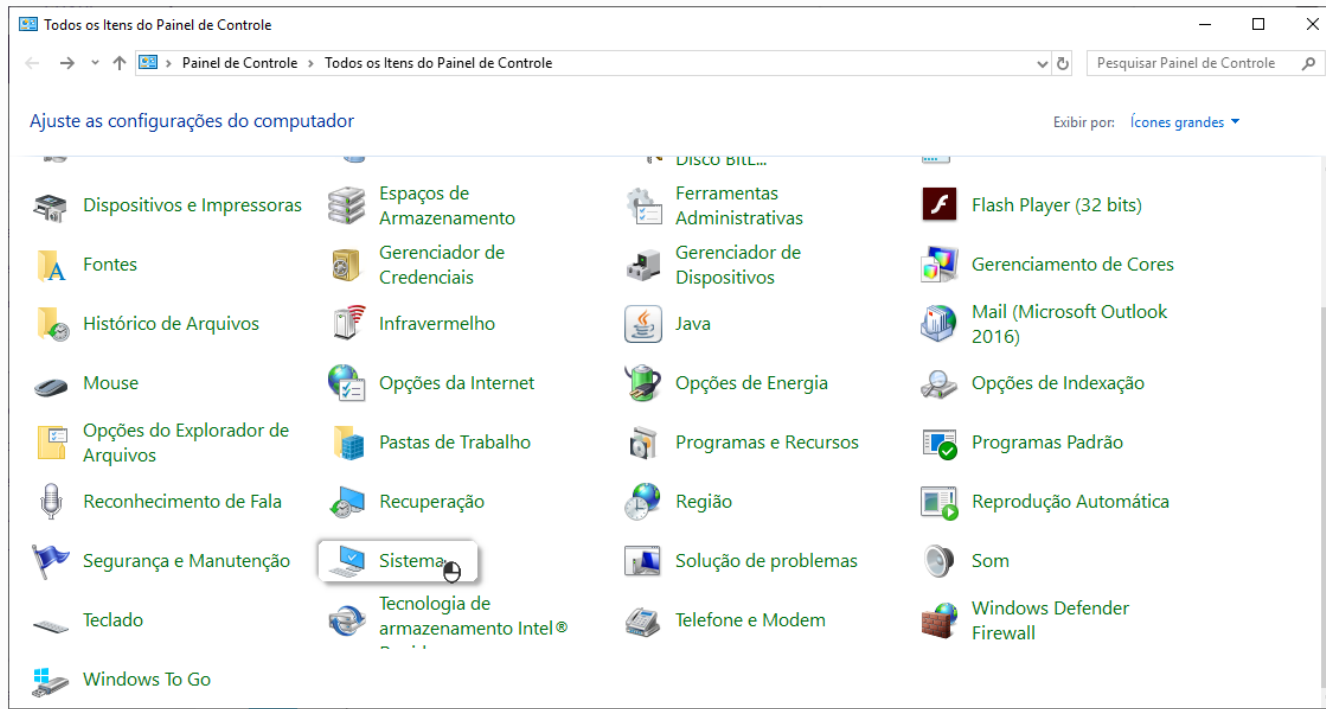 Todos os Itens do Painel de Controle
Painel de Controle > Todos os Itens do Painel de Controle
Pesquisar Painel de Controle
Ajuste as configurações do computador
Exibir por: Ícones grandes
Disco BitL...
Dispositivos e Impressoras
Espaços de
Armazenamento
Ferramentas
Administrativas
Flash Player (32 bits)
Fontes
Gerenciador de
Credenciais
Gerenciador de
Dispositivos
Gerenciamento de Cores
Histórico de Arquivos
Infravermelho
Java
Mail (Microsoft Outlook
2016)
Mouse
Opções da Internet
Opções de Energia
Opções de Indexação
Opções do Explorador de
Arquivos
Pastas de Trabalho
Programas e Recursos
Programas Padrão
Reconhecimento de Fala
Recuperação
Região
Reprodução Automática
Segurança e Manutenção
Sistema
Solução de problemas
Som
Teclado
Tecnologia de
armazenamento Intel®
Telefone e Modem
Windows Defender
Firewall
Windows To Go